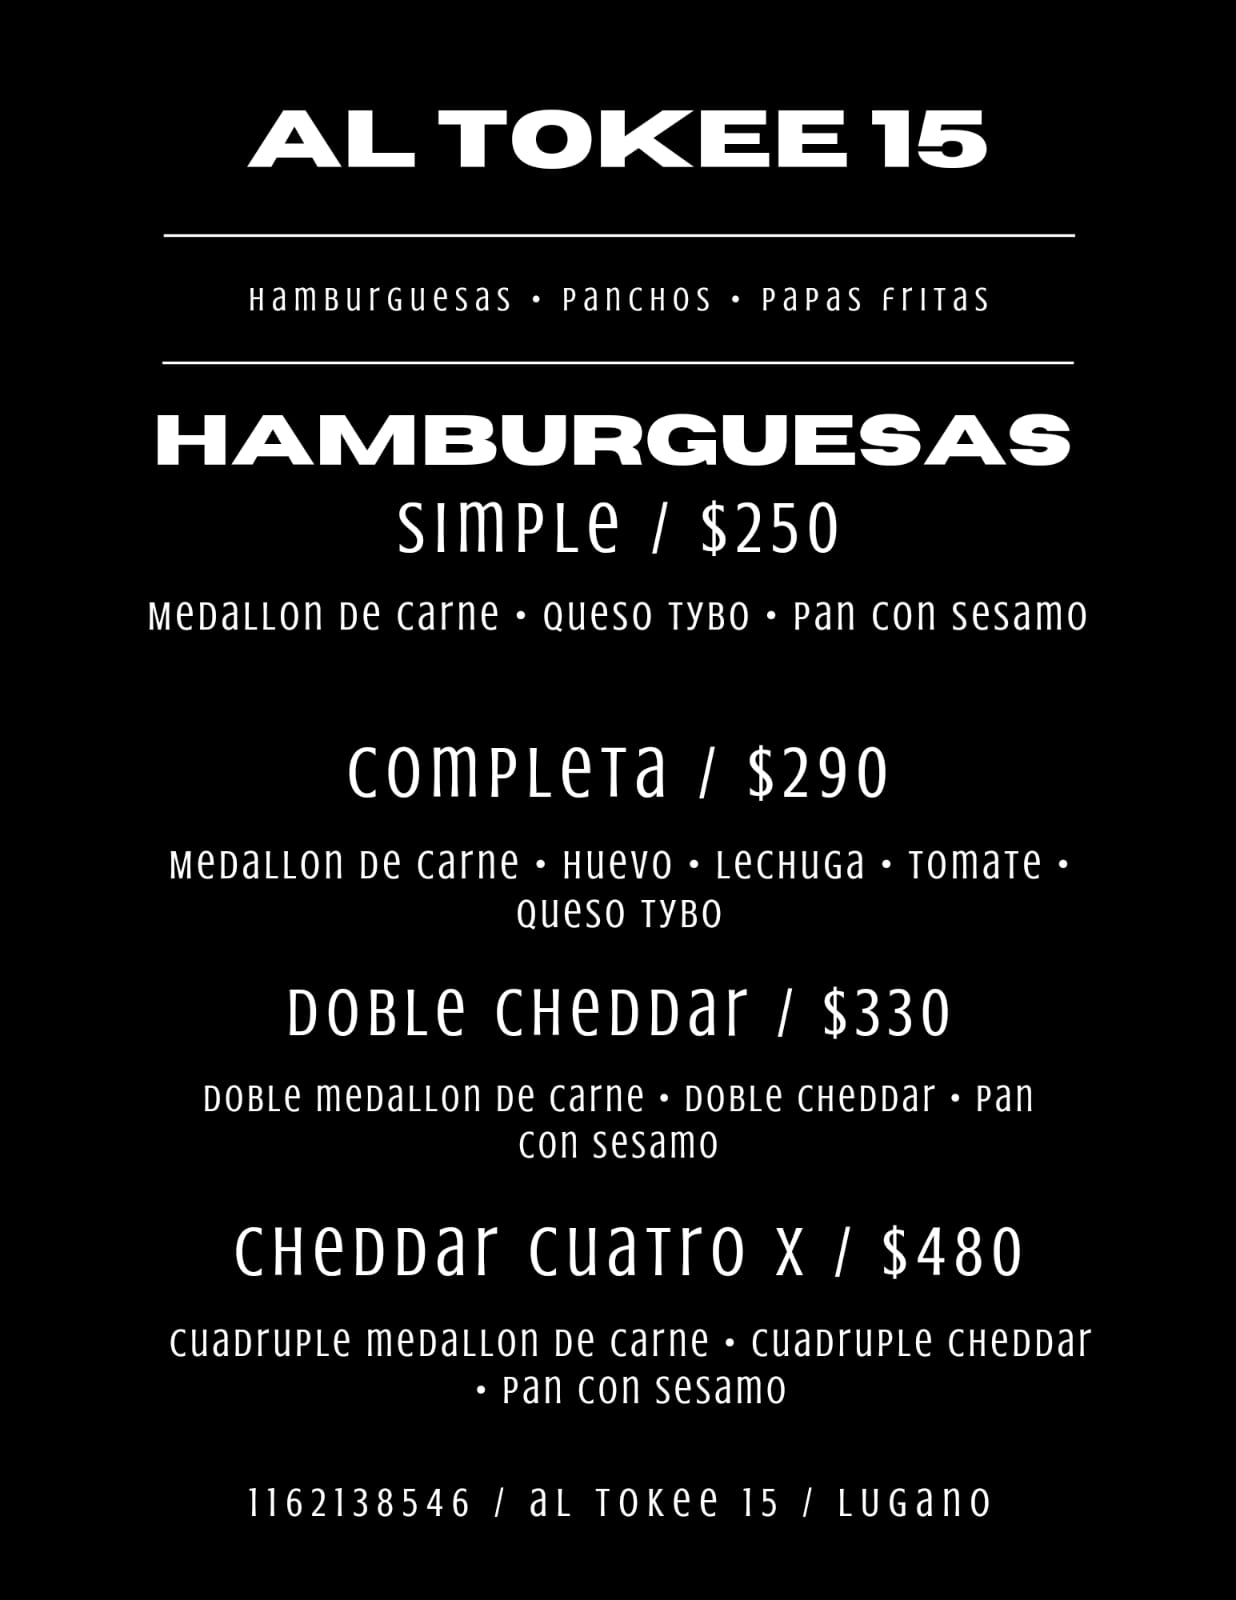 AL TOKEE 15
Hamburguesas • Panchos • Papas Fritas
HAMBURGUESAS
Simple / $250
Medallon de carne • Queso Tybo • Pan con sesamo
Completa / $290
Medallon de carne • Huevo • Lechuga • Tomate •
Queso Tybo
Doble Cheddar / $330
Doble medallon de carne • Doble cheddar • Pan
con sesamo
Cheddar cuatro X / $480
Cuadruple medallon de carne • Cuadruple cheddar
• Pan con sesamo
1162138546 / al Tokee 15 / Lugano